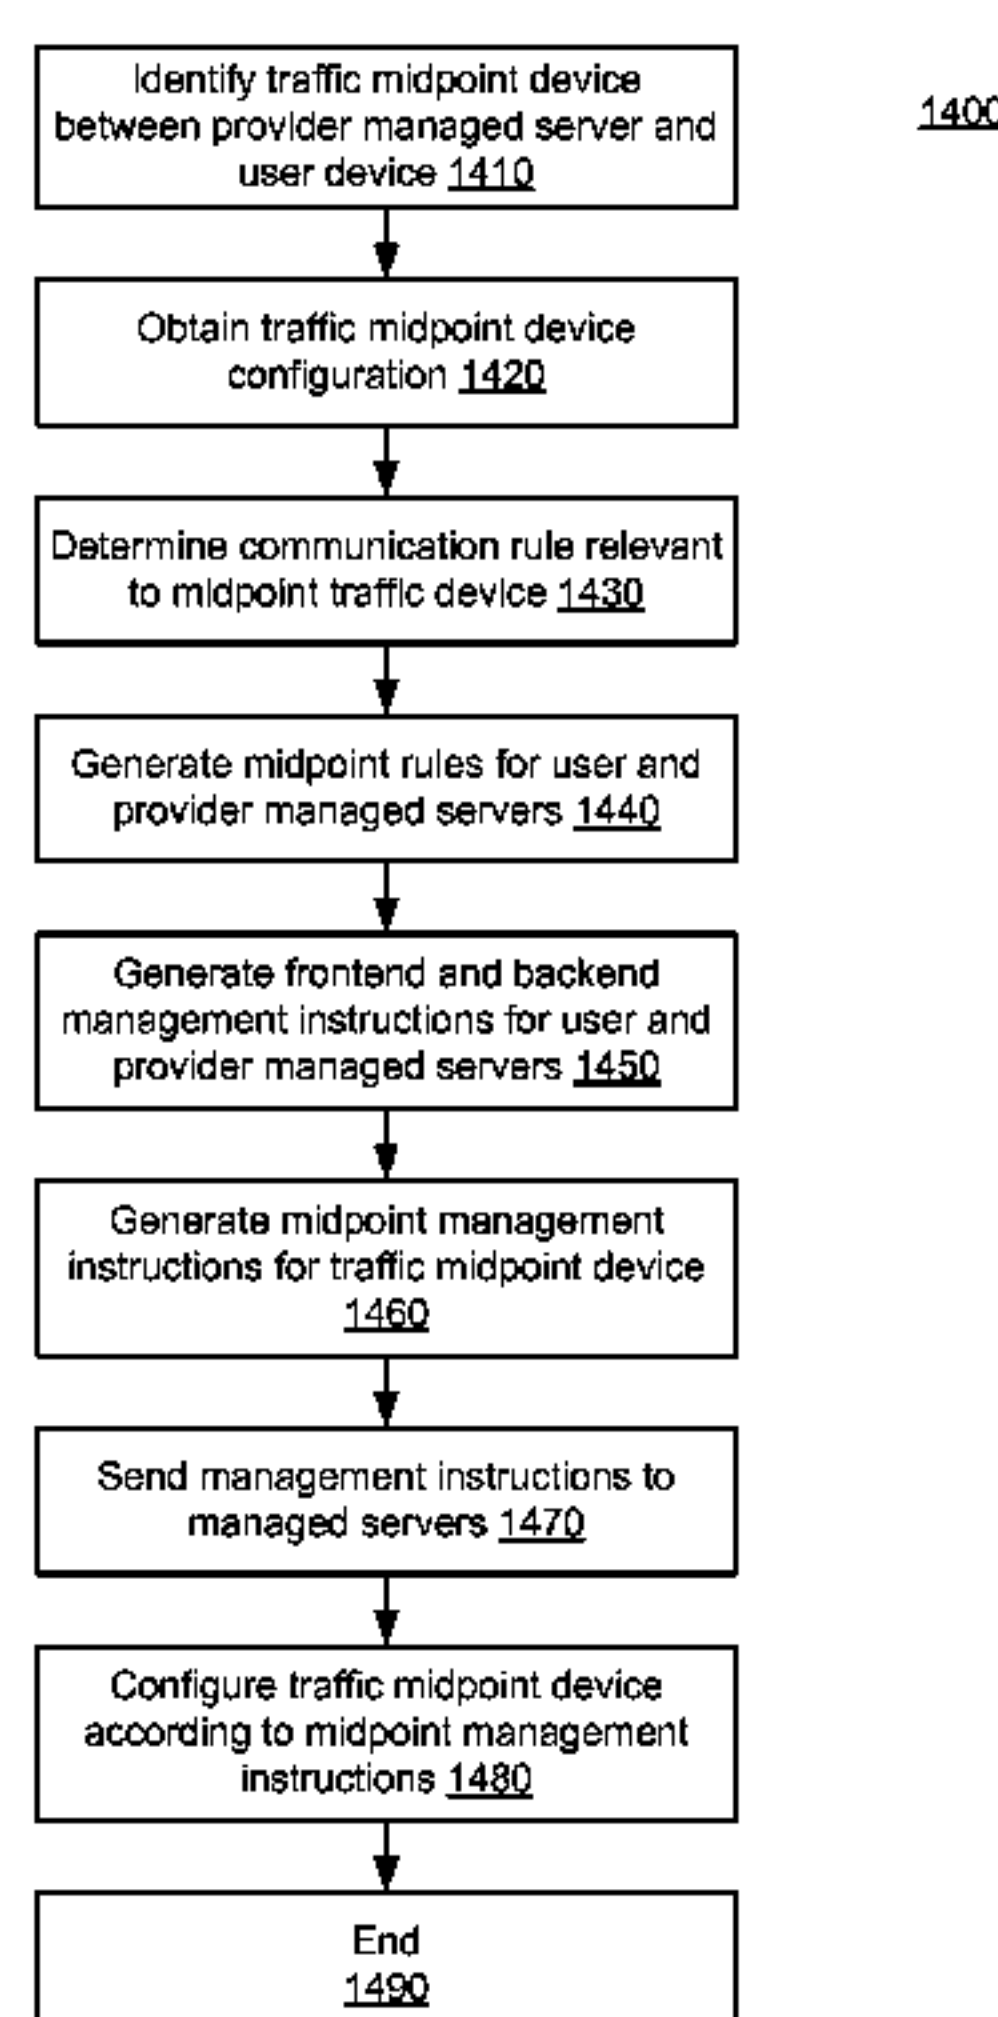 Identify traffic midpoint device
between provider managed server and
user device 1410
1400
Obtain traffic midpoint device
configuration 1420
Determine communication rule relevant
to midpoint traffic device 1430
Generate midpoint rules for user and
provider managed servers 1440
Generate frontend and backend
management instructions for user and
provider managed servers 1450
Generate midpoint management
instructions for traffic midpoint device
1460
Send management instructions to
managed servers 1470
Configure traffic midpoint device
according to midpoint management
instructions 1480
End
1490